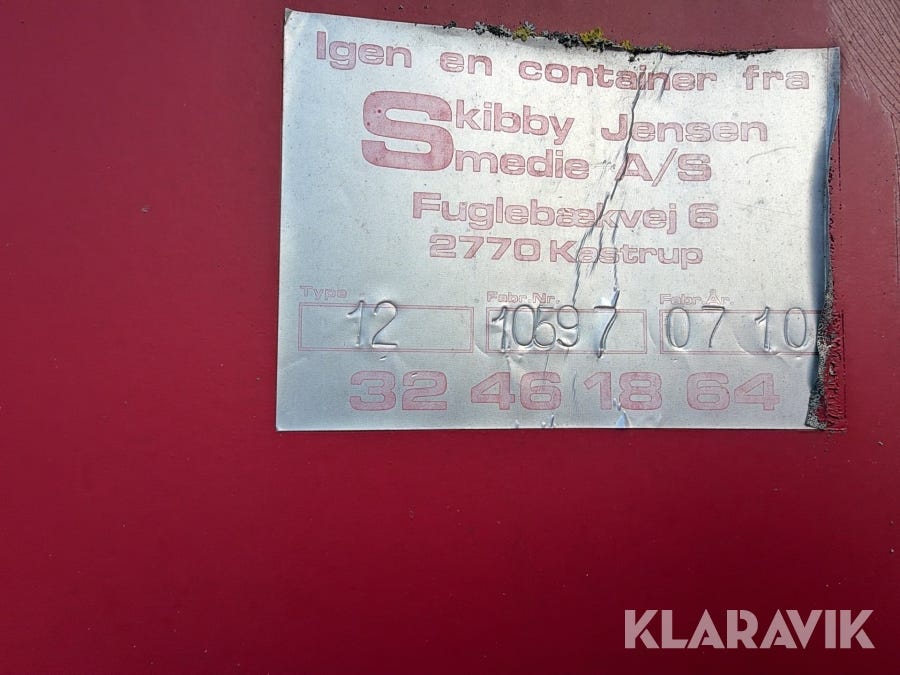 Igen en container fra
Skibby Jensen
Smedie A/S
Fuglebækvej 6
2770 Kastrup
Type Fabr. Nr. Fabr. År.
12 10597 07 10
32 46 18 64
KLARAVIK